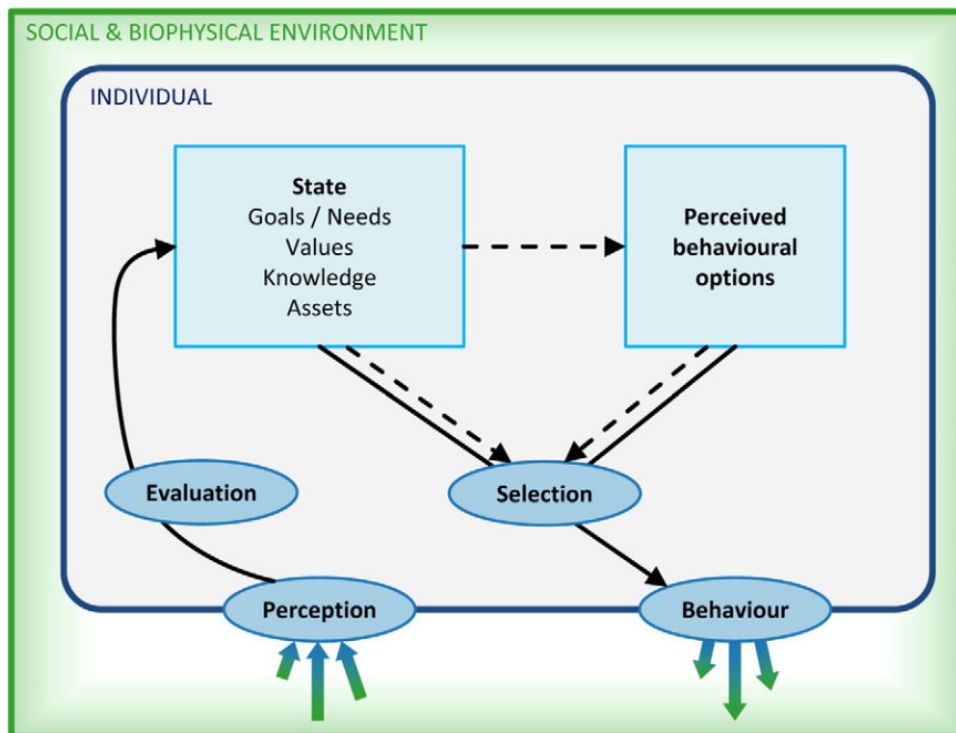 SOCIAL & BIOPHYSICAL ENVIRONMENT
INDIVIDUAL
State
Goals / Needs
Values
Knowledge
Assets
Perceived
behavioural
options
Evaluation
Selection
Perception
Behaviour